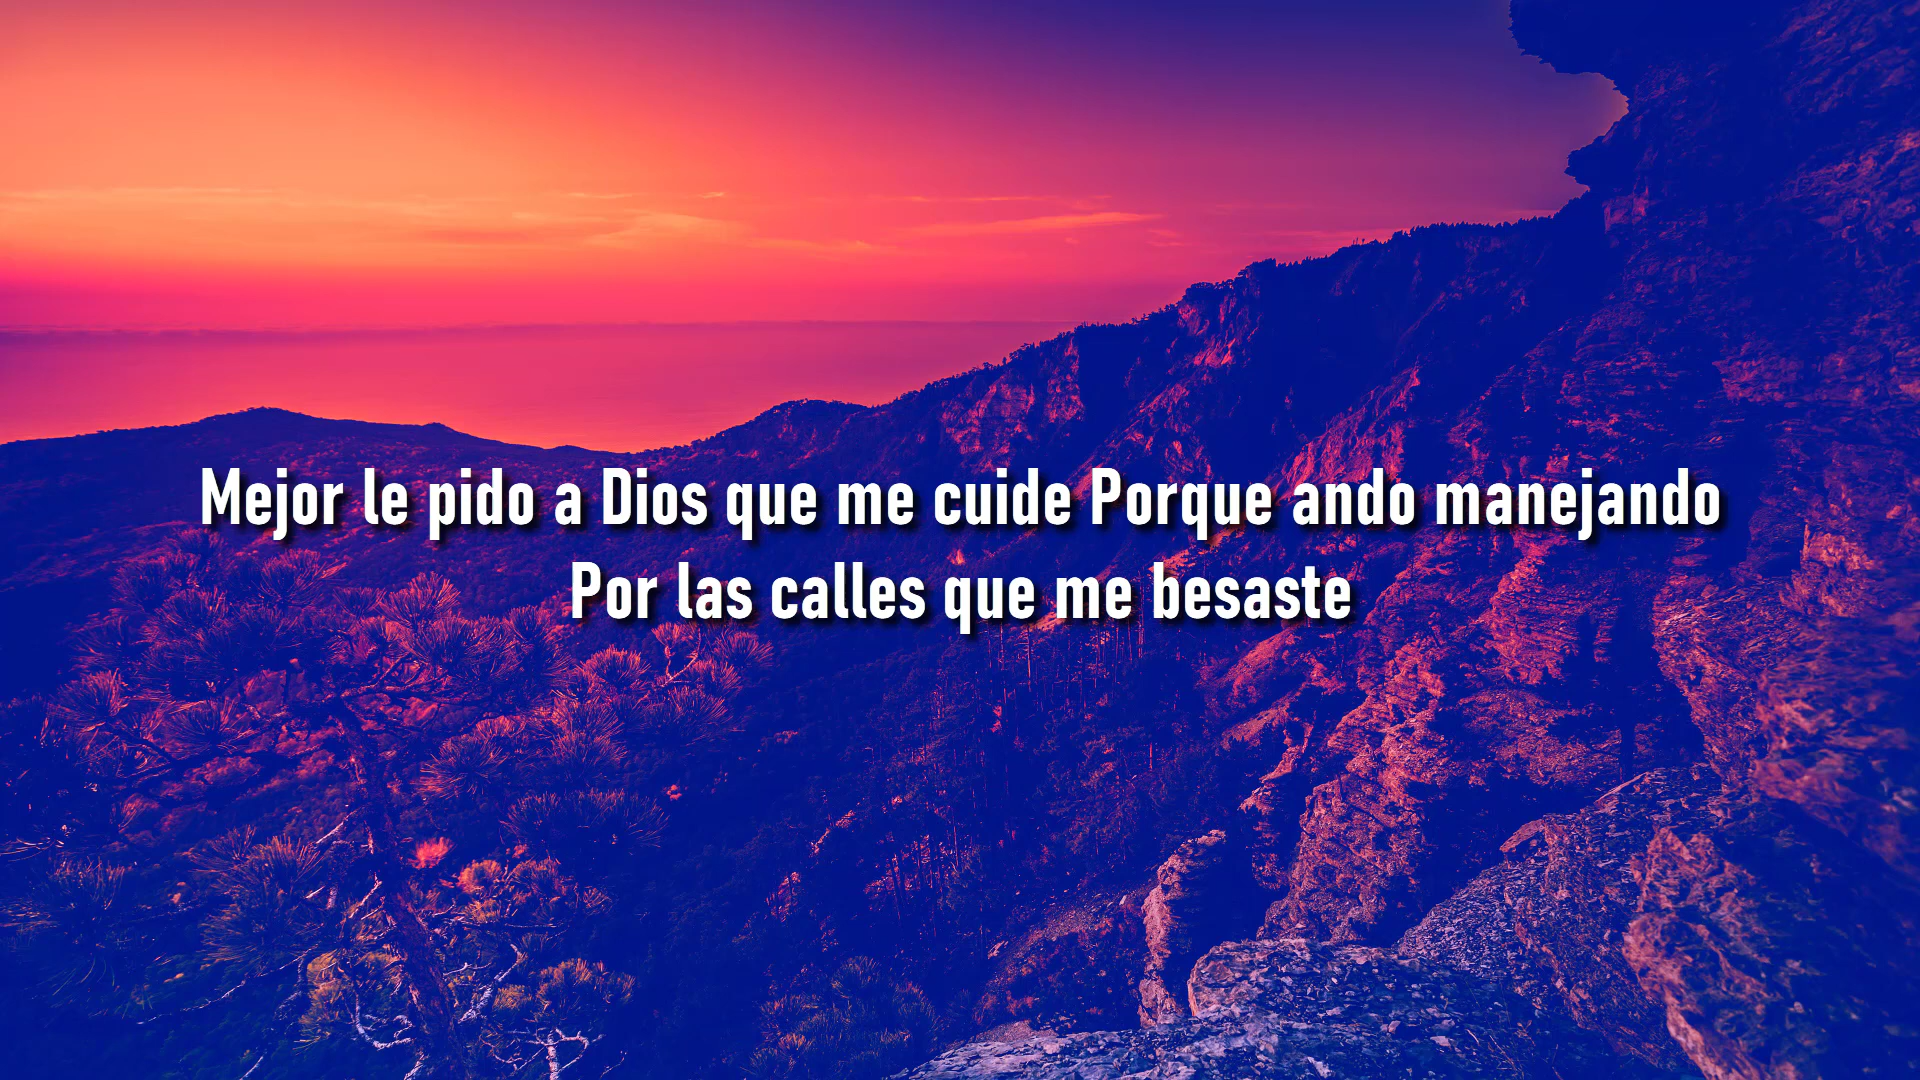 Mejor le pido a Dios que me cuide Porque ando manejando
Por las calles que me besaste